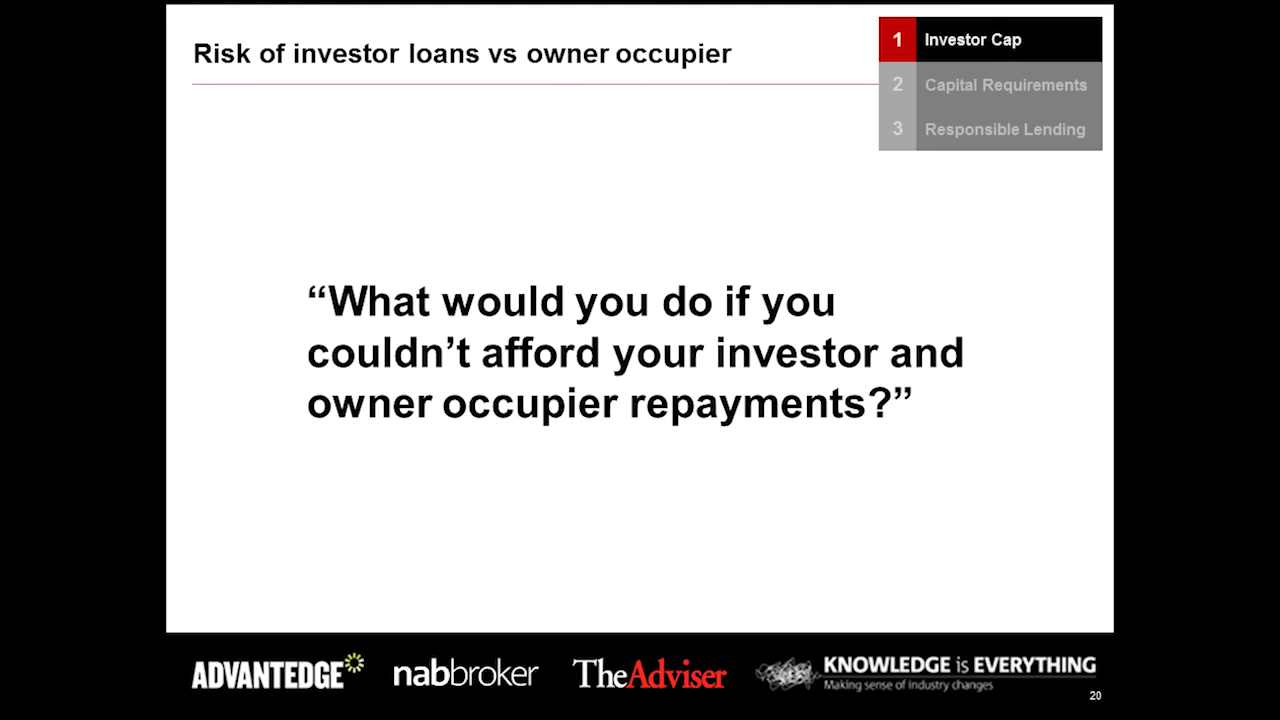 Risk of investor loans vs owner occupier
1 Investor Cap
2 Capital Requirements
3 Responsible Lending
“What would you do if you
couldn’t afford your investor and
owner occupier repayments?”
ADVANTEDGE
nabbroker
TheAdviser
KNOWLEDGE is EVERYTHING
Making sense of industry changes
20